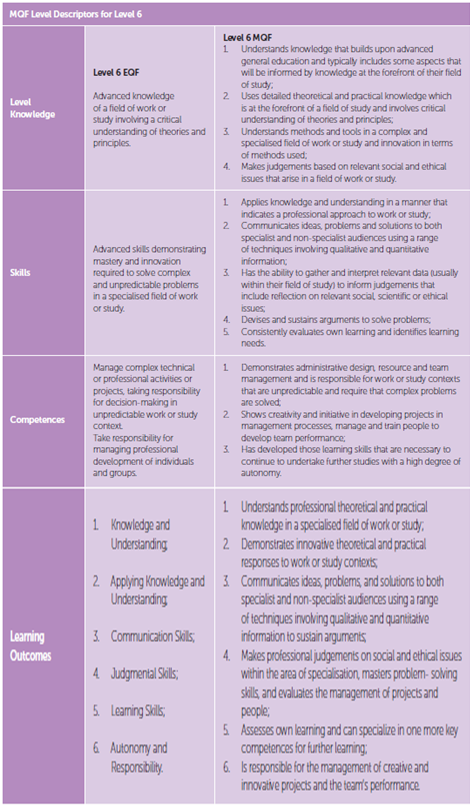 MQF Level Descriptors for Level 6
Level
Knowledge
Level 6 EQF
Advanced knowledge
of a field of work or
study involving a critical
understanding of theories and
principles.
Level 6 MQF
1. Understands knowledge that builds upon advanced
general education and typically includes some aspects
that will be informed by knowledge at the forefront of their field
of study;
2. Uses detailed theoretical and practical knowledge which
is at the forefront of a field of study and involves critical
understanding of theories and principles;
3. Understands methods and tools in a complex and
specialised field of work or study and innovation in terms
of methods used;
4. Makes judgements based on relevant social and ethical
issues that arise in a field of work or study.
Skills
Advanced skills demonstrating
mastery and innovation
required to solve complex
and unpredictable problems
in a specialised field of work
or study.
1. Applies knowledge and understanding in a manner that
indicates a professional approach to work or study;
2. Communicates ideas, problems and solutions to both
specialist and non-specialist audiences using a range
of techniques involving qualitative and quantitative
information;
3. Has the ability to gather and interpret relevant data (usually
within their field of study) to inform judgements that
include reflection on relevant social, scientific or ethical
issues;
4. Devises and sustains arguments to solve problems;
5. Consistently evaluates own learning and identifies learning
needs.
Competences
Manage complex technical
or professional activities or
projects, taking responsibility
for decision-making in
unpredictable work or study
context.
Take responsibility for
managing professional
development of individuals
and groups.
1. Demonstrates administrative design, resource and team
management and is responsible for work or study contexts
that are unpredictable and require that complex problems
are solved;
2. Shows creativity and initiative in developing projects in
management processes, manage and train people to
develop team performance;
3. Has developed those learning skills that are necessary to
continue to undertake further studies with a high degree of
autonomy.
Learning
Outcomes
1. Knowledge and
Understanding;
2. Applying Knowledge and
Understanding;
3. Communication Skills;
4. Judgmental Skills;
5. Learning Skills;
6. Autonomy and
Responsibility.
1. Understands professional theoretical and practical
knowledge in a specialised field of work or study;
2. Demonstrates innovative theoretical and practical
responses to work or study contexts;
3. Communicates ideas, problems, and solutions to both
specialist and non-specialist audiences using a range
of techniques involving qualitative and quantitative
information to sustain arguments;
4. Makes professional judgements on social and ethical issues
within the area of specialisation, masters problem- solving
skills, and evaluates the management of projects and
people;
5. Assesses own learning and can specialize in one more key
competences for further learning;
6. Is responsible for the management of creative and
innovative projects and the team's performance.